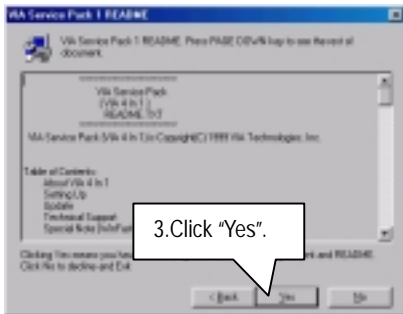 VIA Service Pack 1 README
VIA Service Pack 1 README. Press PAGE DOWN key to see the rest of
document.
VIA Service Pack
(VIA 4 in 1)
README.TXT
VIA Service Pack (VIA 4 In 1) is Copyright(C) 1999 VIA Technologies, Inc.
Table of Contents:
About VIA 4 In 1
Setting Up
Update
Technical Support
Special Note
3.Click "Yes".
Clicking Yes means you have and README.
Click No to decline and Exit
< Back
Yes
No